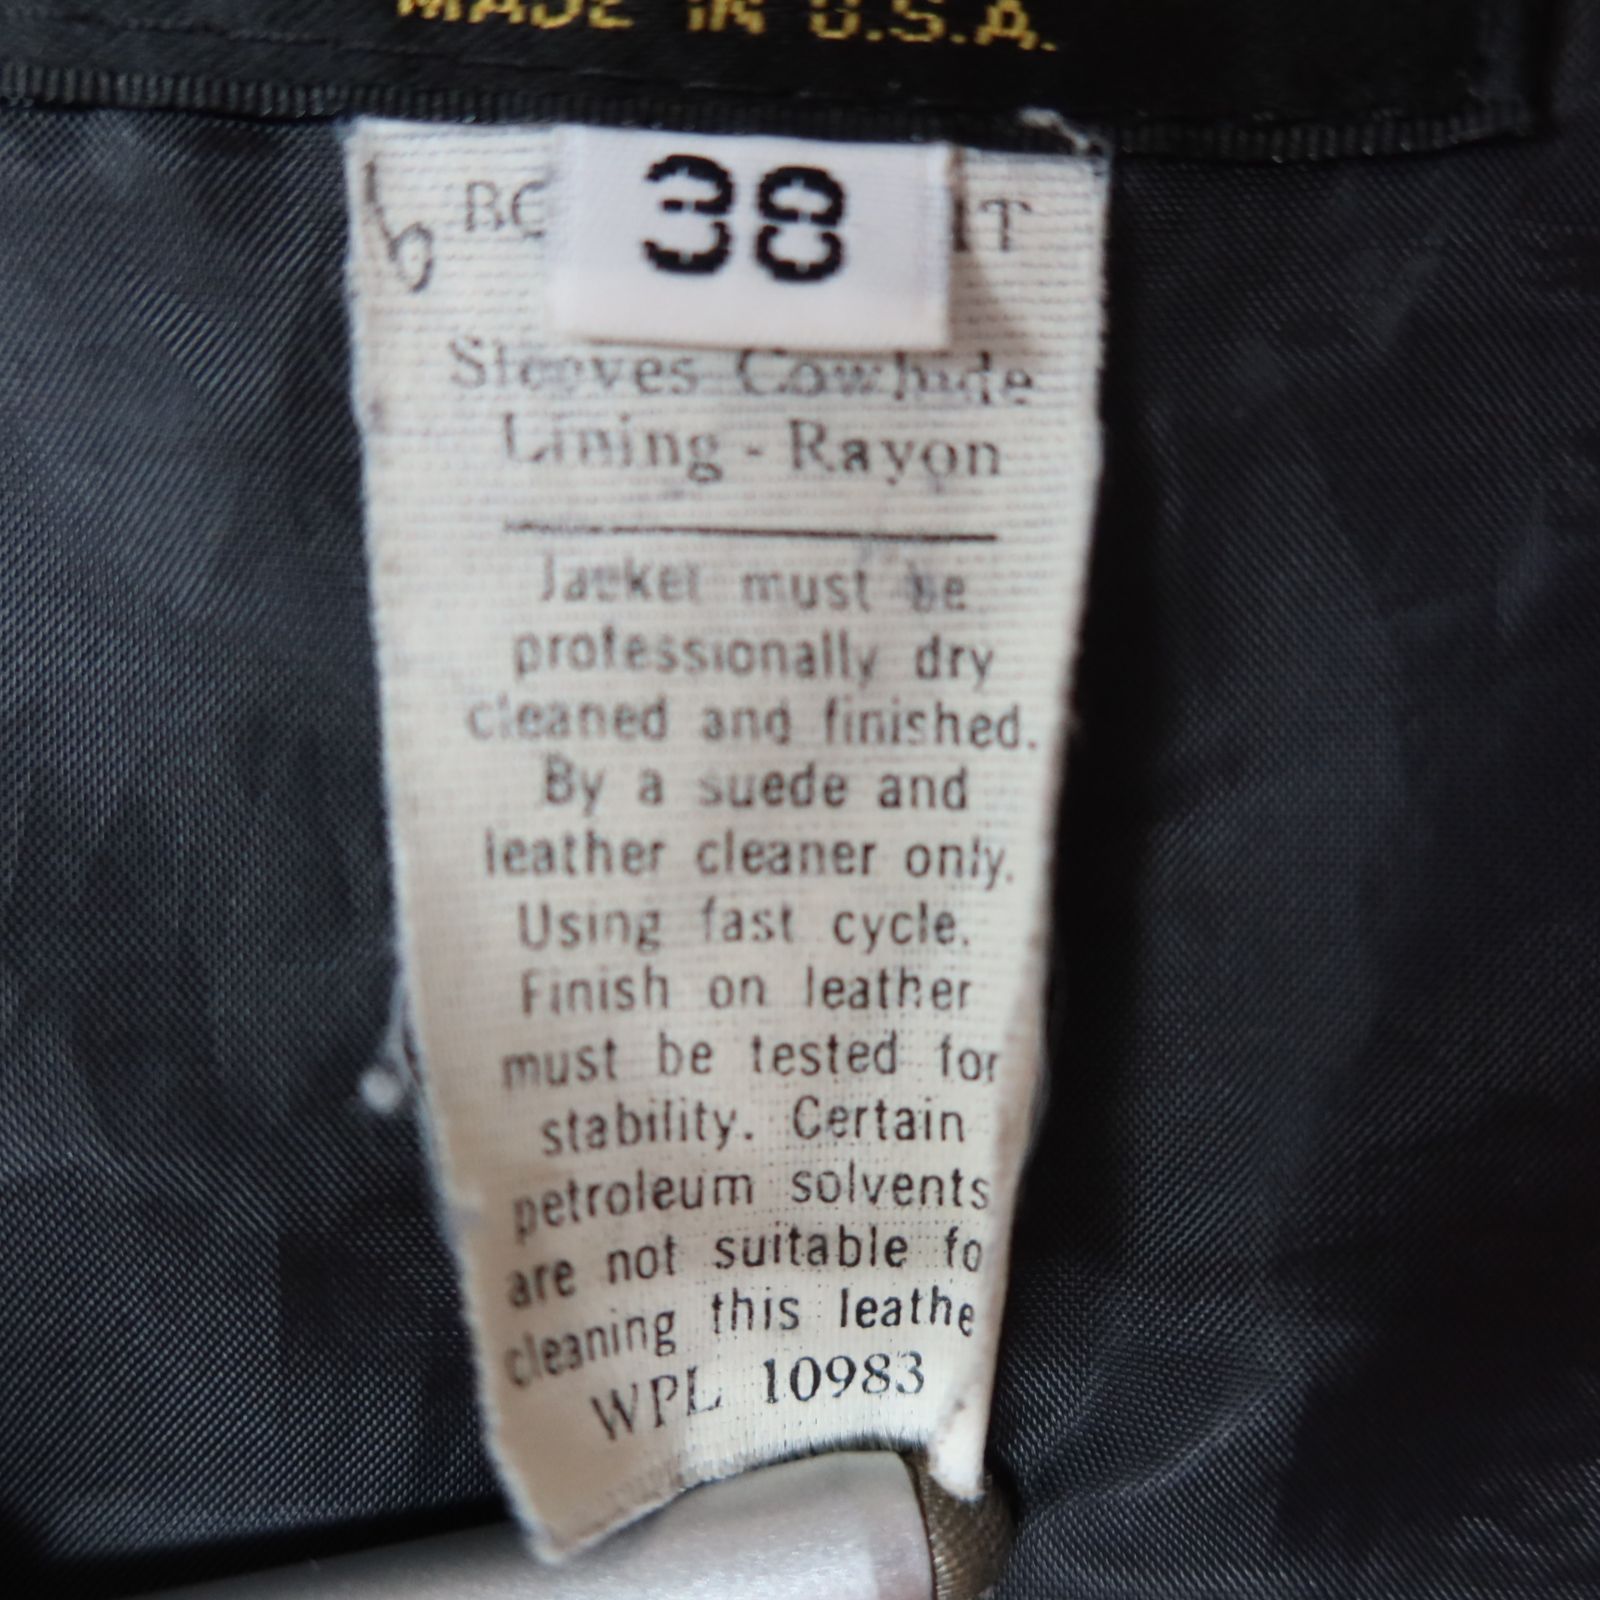 MADE IN U.S.A.
38
Sleeves Cowhide
Lining - Rayon
Jacket must be
professionally dry
cleaned and finished.
By a suede and
leather cleaner only.
Using fast cycle.
Finish on leather
must be tested for
stability. Certain
petroleum solvents
are not suitable fo
cleaning this leathe
WPL 10983